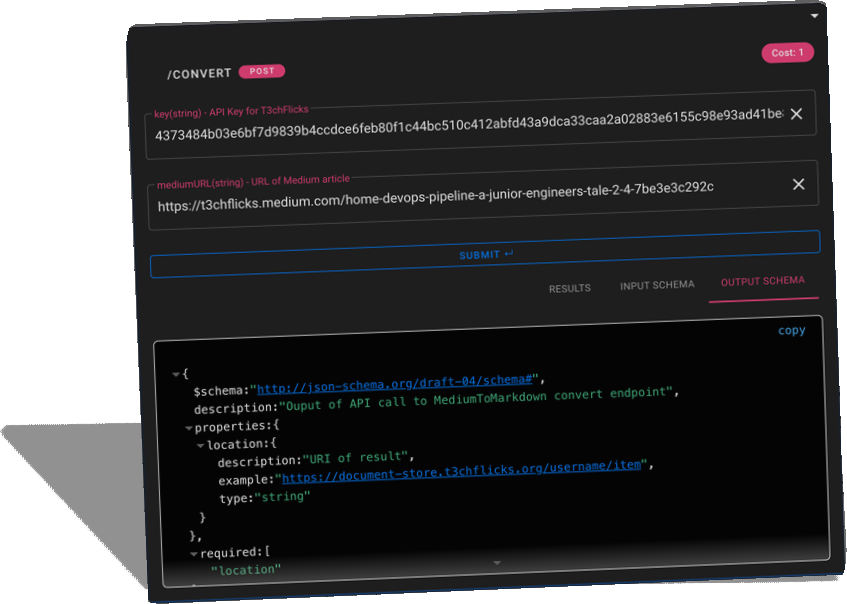 /CONVERT POST
Cost: 1
key(string) - API Key for T3chFlicks
4373484b03e6bf7d9839b4ccdce6feb80f1c44bc510c412abfd43a9dca33caa2a02883e6155c98e93ad41be
mediumURL(string) - URL of Medium article
https://t3chflicks.medium.com/home-devops-pipeline-a-junior-engineers-tale-2-4-7be3e3c292c
SUBMIT ↵
RESULTS INPUT SCHEMA OUTPUT SCHEMA
copy
{
$schema:"http://json-schema.org/draft-04/schema#",
description:"Ouput of API call to MediumToMarkdown convert endpoint",
properties:{
location:{
description:"URI of result",
example:"https://document-store.t3chflicks.org/username/item",
type:"string"
}
},
required:[
"location"